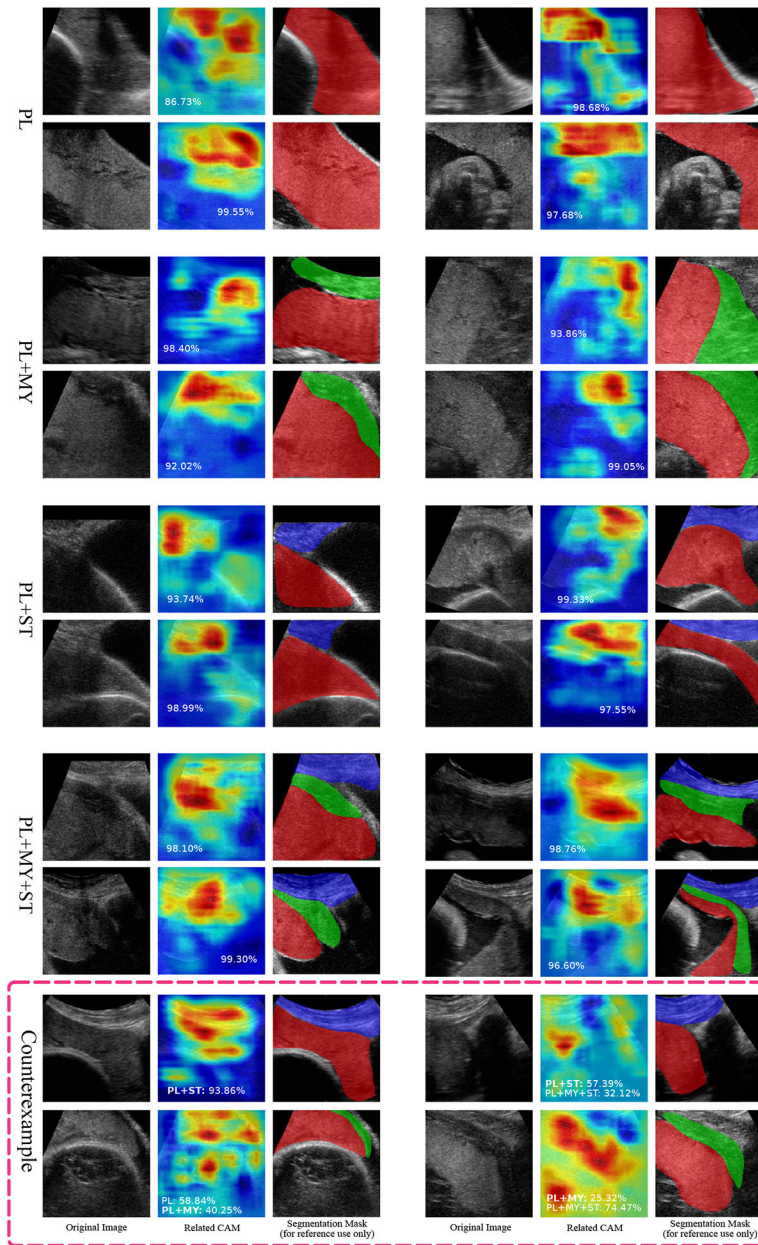 PL
86.73%
98.68%
99.55%
97.68%
PL+MY
98.40%
93.86%
92.02%
99.05%
PL+ST
93.74%
99.33%
98.99%
97.55%
PL+MY+ST
98.10%
98.76%
99.30%
96.60%
Counterexample
PL+ST: 93.86%
PL+ST: 57.39%
PL+MY+ST: 32.12%
PL: 58.84%
PL+MY: 40.25%
PL+MY: 25.32%
PL+MY+ST: 74.47%
Original Image
Related CAM
Segmentation Mask
(for reference use only)
Original Image
Related CAM
Segmentation Mask
(for reference use only)